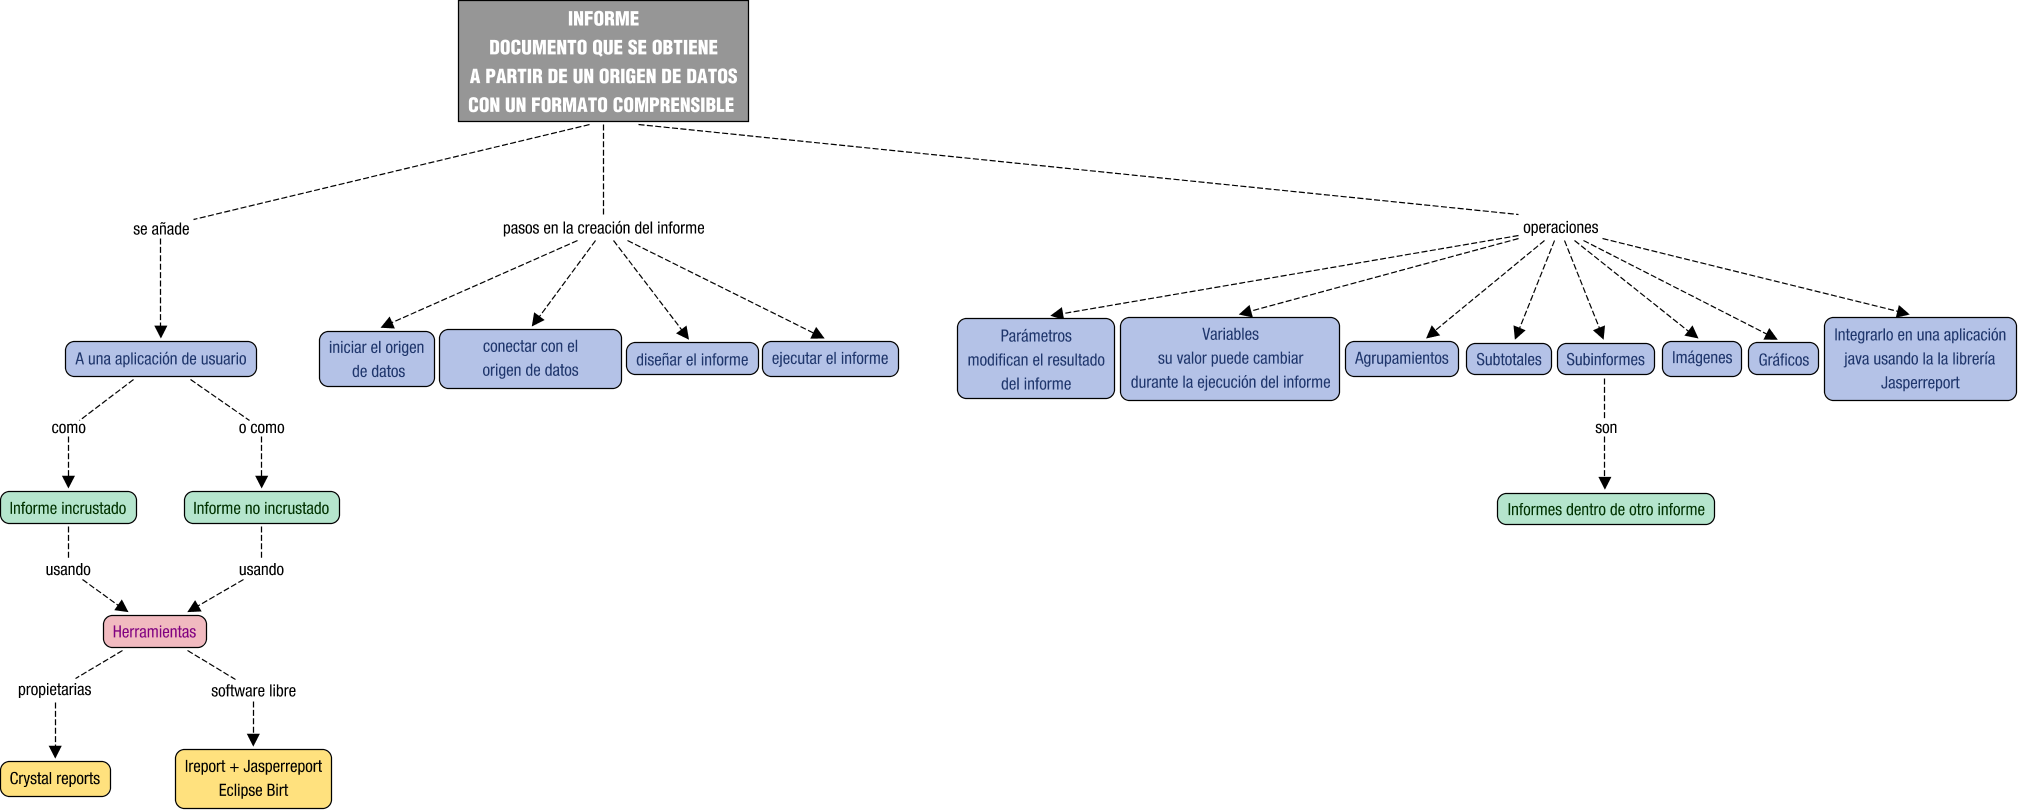 INFORME
DOCUMENTO QUE SE OBTIENE
A PARTIR DE UN ORIGEN DE DATOS
CON UN FORMATO COMPRENSIBLE
se añade
pasos en la creación del informe
operaciones
A una aplicación de usuario
iniciar el origen
de datos
conectar con el
origen de datos
diseñar el informe
ejecutar el informe
Parámetros
modifican el resultado
del informe
Variables
su valor puede cambiar
durante la ejecución del informe
Agrupamientos
Subtotales
Subinformes
Imágenes
Gráficos
Integrarlo en una aplicación
java usando la la librería
Jasperreport
como
o como
son
Informe incrustado
Informe no incrustado
Informes dentro de otro informe
usando
usando
Herramientas
propietarias
software libre
Crystal reports
Ireport + Jasperreport
Eclipse Birt